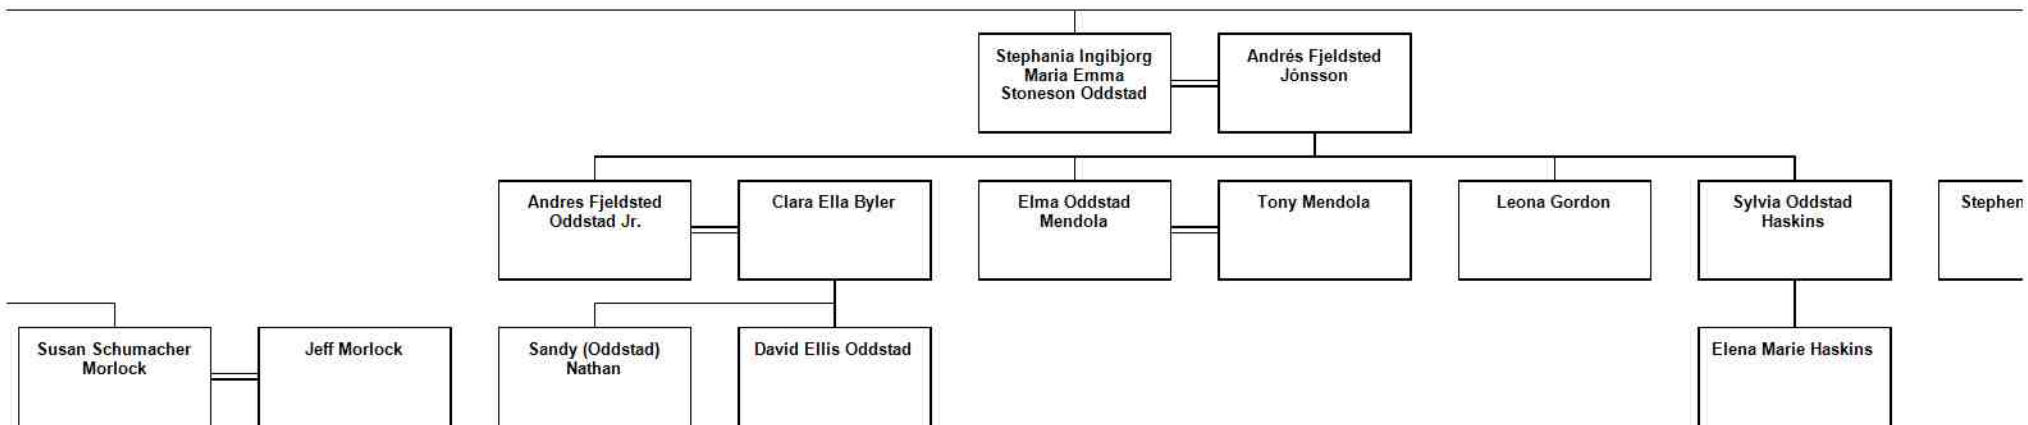 Stephania Ingibjorg
Maria Emma
Stoneson Oddstad
Andrés Fjeldsted
Jónsson
Andres Fjeldsted
Oddstad Jr.
Clara Ella Byler
Elma Oddstad
Mendola
Tony Mendola
Leona Gordon
Sylvia Oddstad
Haskins
Stephen
Susan Schumacher
Morlock
Jeff Morlock
Sandy (Oddstad)
Nathan
David Ellis Oddstad
Elena Marie Haskins